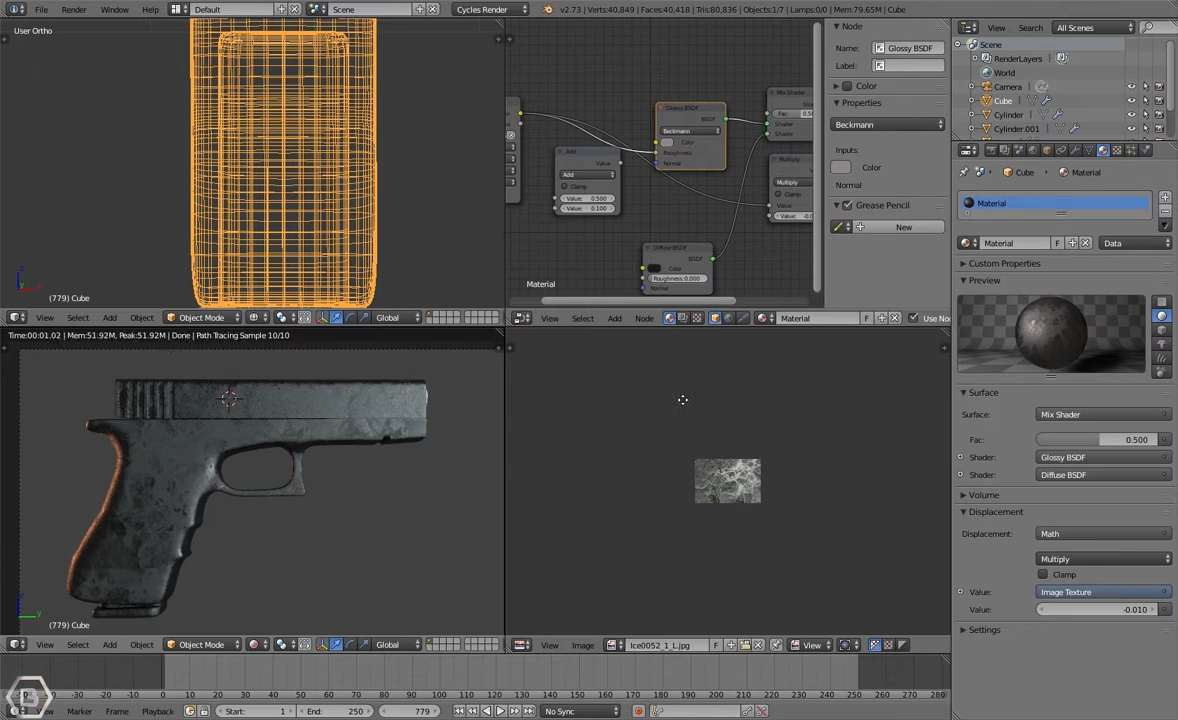 File Render Window Help
Default
Scene
Cycles Render
v2.73 | Verts:40,849 | Faces:40,418 | Tris:80,836 | Objects:1/7 | Lamps:0/0 | Mem:79.65M | Cube
View Search All Scenes
User Ortho
Scene
RenderLayers
World
Camera
Cube
Cylinder
Cylinder.001
(779) Cube
Glossy BSDF
BSDF
Beckmann
Color
Roughness
Normal
Add
Value
Add
Clamp
Value: 0.500
Value: 0.100
Mix Shader
Fac: 0.50
Shader
Shader
Multiply
Multiply
Clamp
Value
Value: -0.0
Diffuse BSDF
BSDF
Color
Roughness:0.000
Normal
Material
Node
Name: Glossy BSDF
Label:
Color
Properties
Beckmann
Inputs:
Color
Normal
Grease Pencil
New
View Select Add Object Object Mode Global
View Select Add Node Material F Use Noc
Cube Material
Material
Material F Data
Custom Properties
Preview
Surface
Surface: Mix Shader
Fac: 0.500
Shader: Glossy BSDF
Shader: Diffuse BSDF
Volume
Displacement
Displacement: Math
Multiply
Clamp
Value: Image Texture
Value: -0.010
Settings
Time:00:01.02 | Mem:51.92M, Peak:51.92M | Done | Path Tracing Sample 10/10
(779) Cube
View Select Add Object Object Mode Global
View Image Ice0052_1_L.jpg F View
-30 -20 -10 0 10 20 30 40 50 60 70 80 90 100 110 120 130 140 150 160 170 180 190 200 210 220 230 240 250 260 270 280
View Marker Frame Playback Start: 1 End: 250 779 No Sync
B